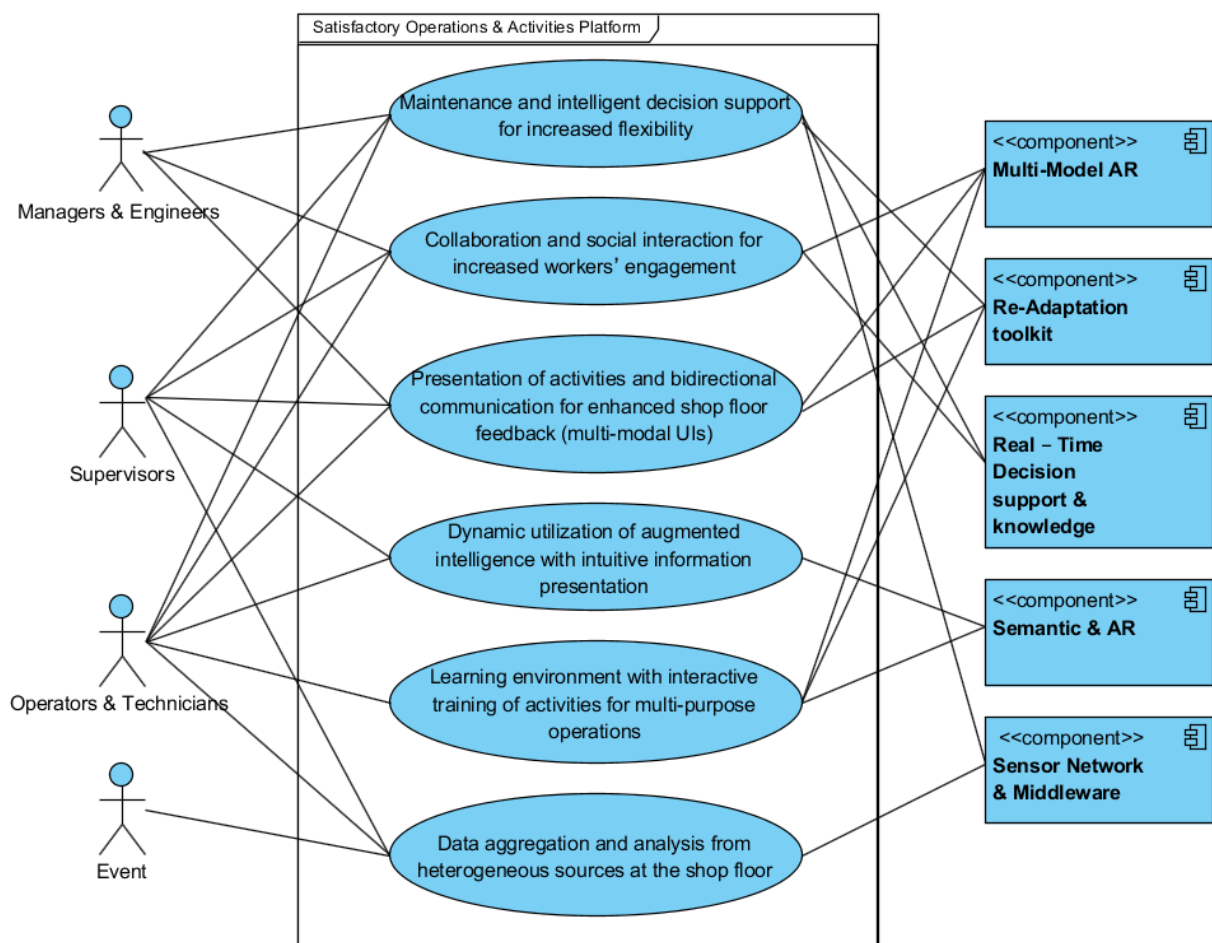 Satisfactory Operations & Activities Platform
Maintenance and intelligent decision support
for increased flexibility
Managers & Engineers
Collaboration and social interaction for
increased workers’ engagement
Presentation of activities and bidirectional
communication for enhanced shop floor
feedback (multi-modal UIs)
Supervisors
Dynamic utilization of augmented
intelligence with intuitive information
presentation
Operators & Technicians
Learning environment with interactive
training of activities for multi-purpose
operations
Event
Data aggregation and analysis from
heterogeneous sources at the shop floor
<<component>>
Multi-Model AR
<<component>>
Re-Adaptation
toolkit
<<component>>
Real – Time
Decision
support &
knowledge
<<component>>
Semantic & AR
<<component>>
Sensor Network
& Middleware